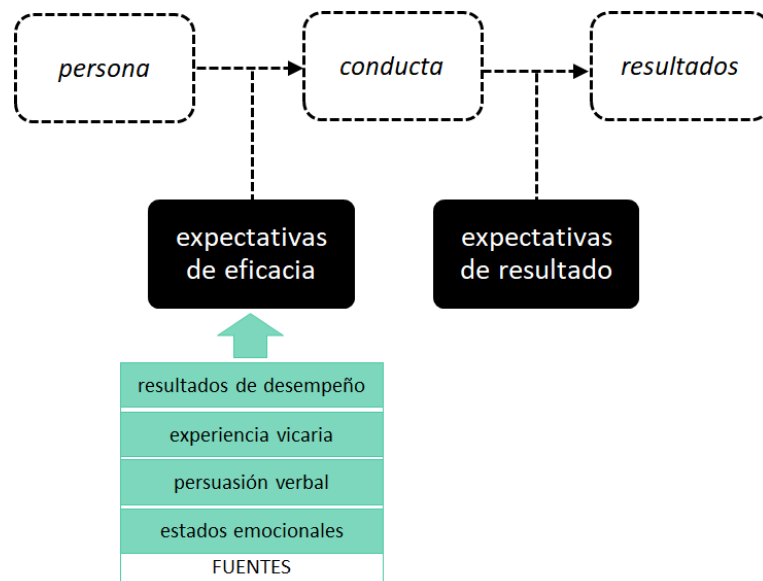 persona
conducta
resultados
expectativas
de eficacia
expectativas
de resultado
resultados de desempeño
experiencia vicaria
persuasión verbal
estados emocionales
FUENTES